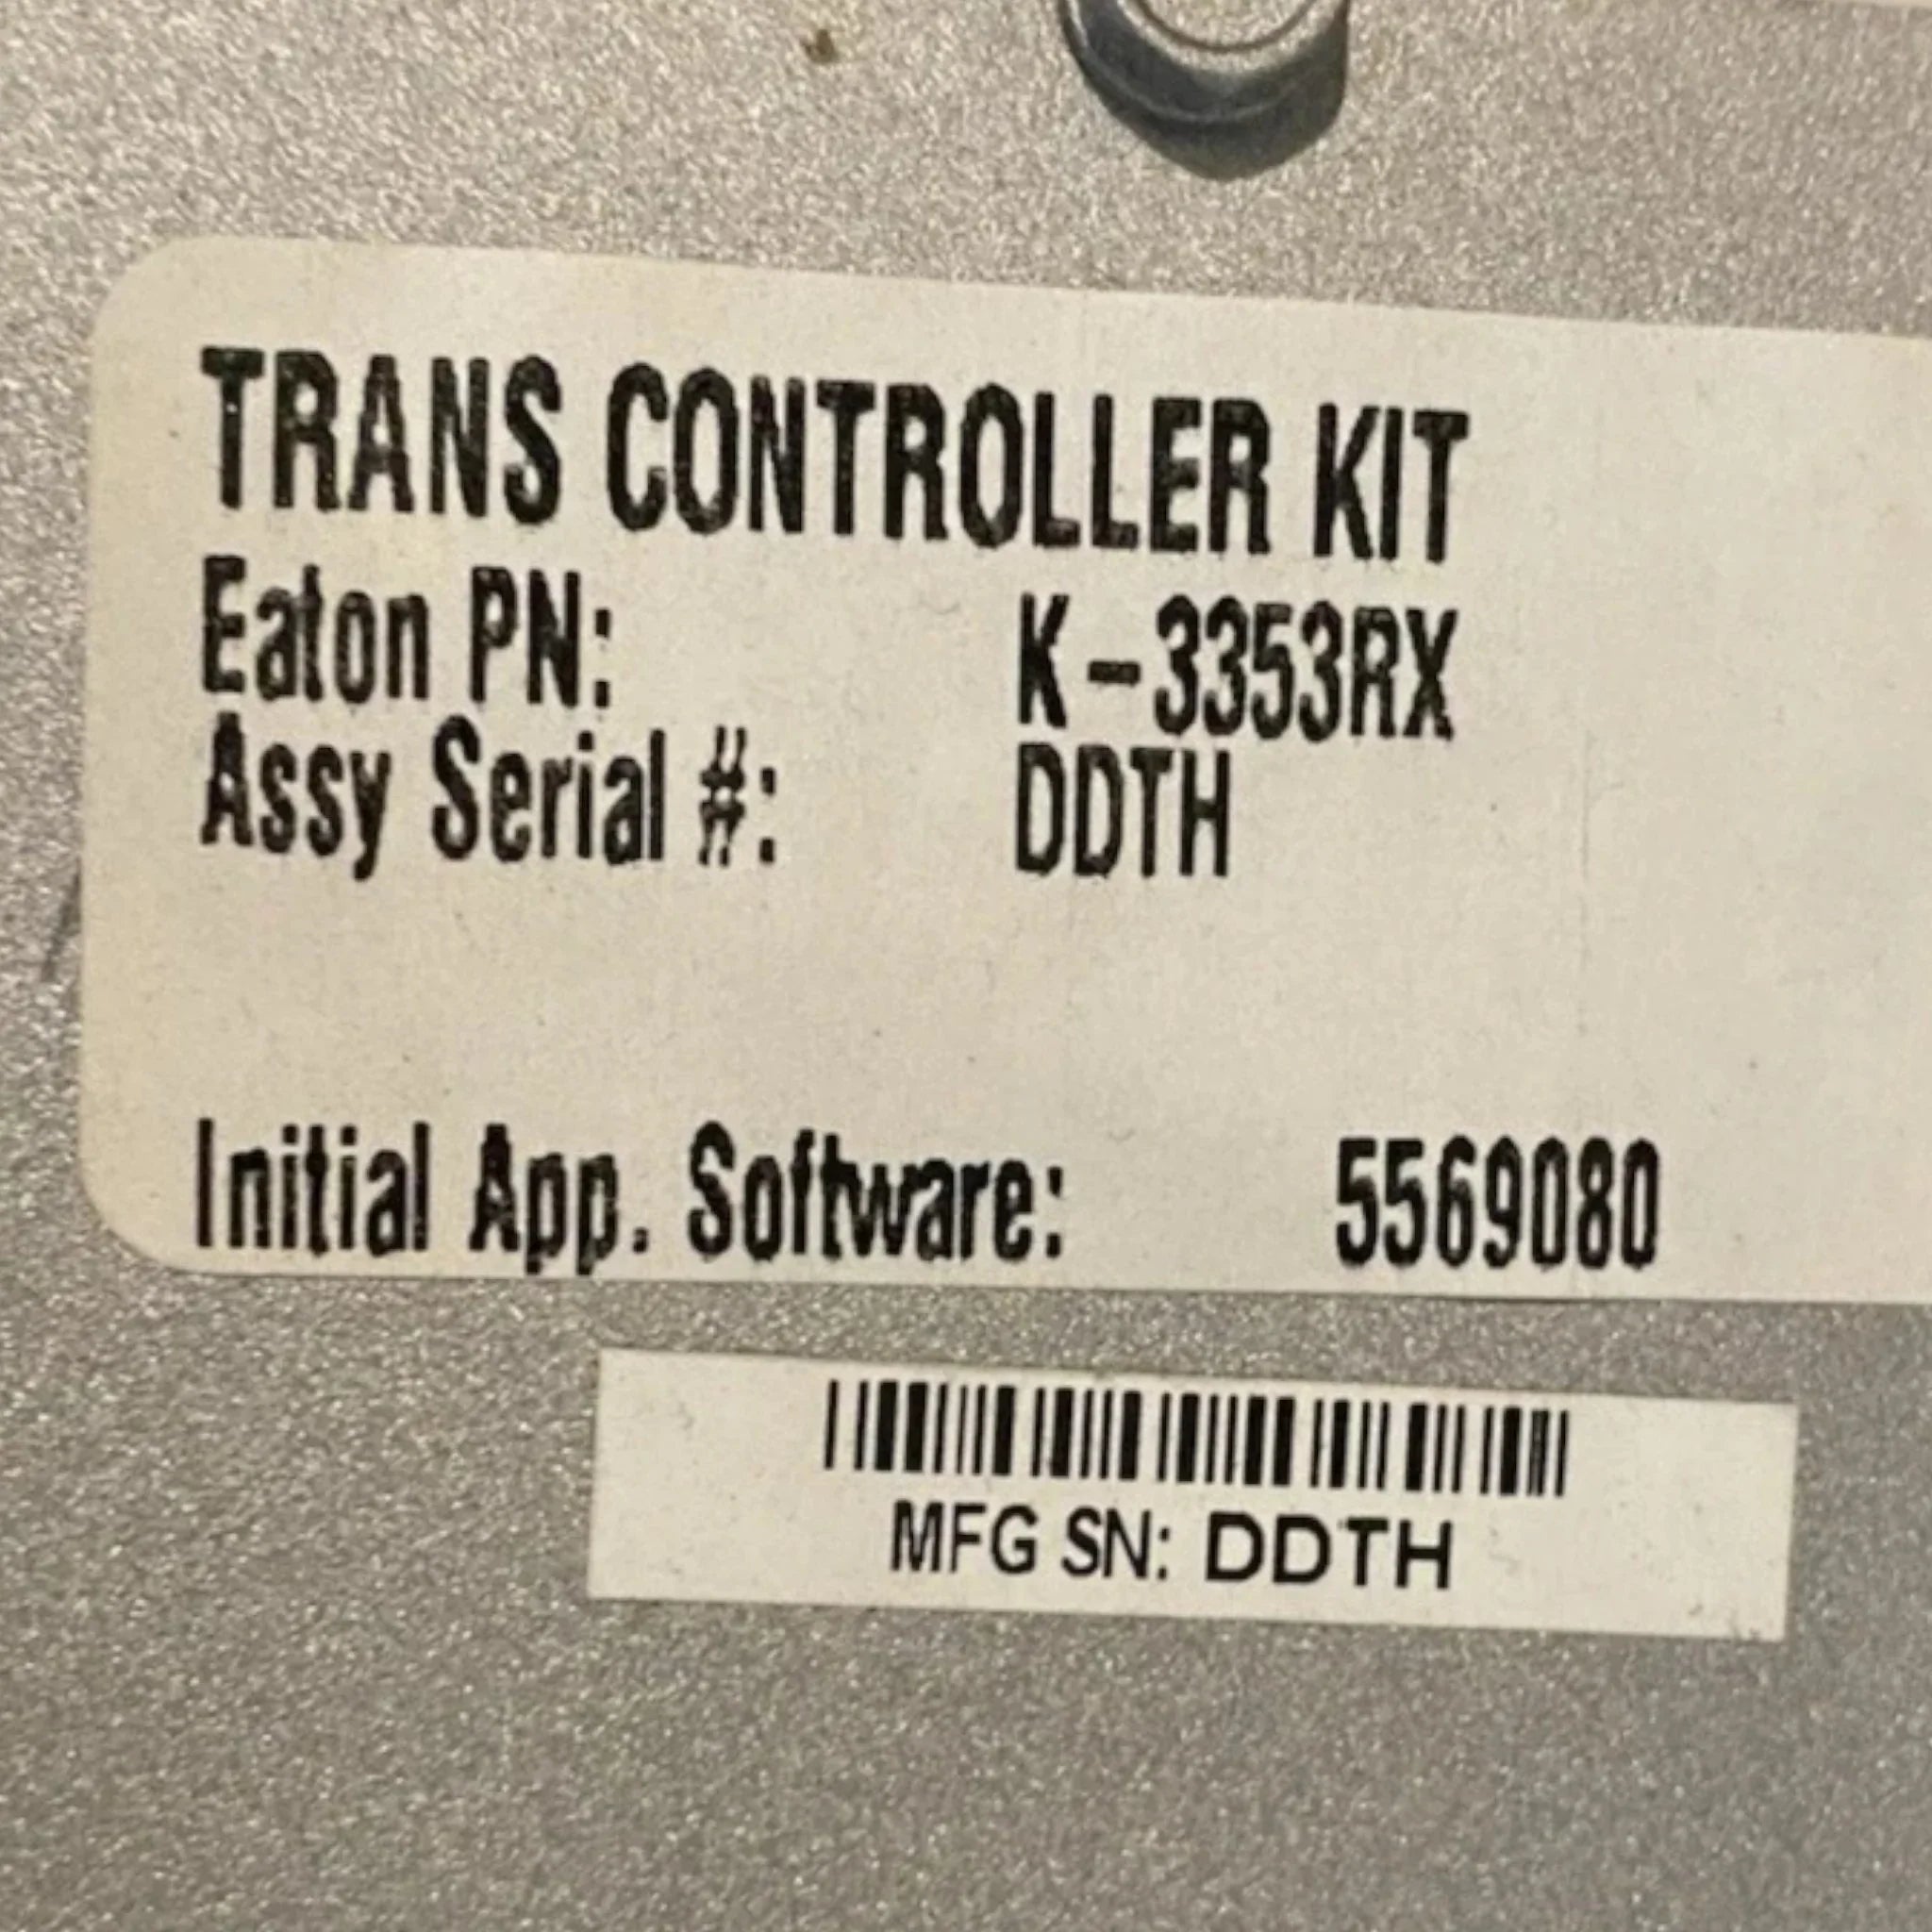 TRANS CONTROLLER KIT
Eaton PN: K-3353RX
Assy Serial #: DDTH
Initial App. Software: 5569080
MFG SN: DDTH